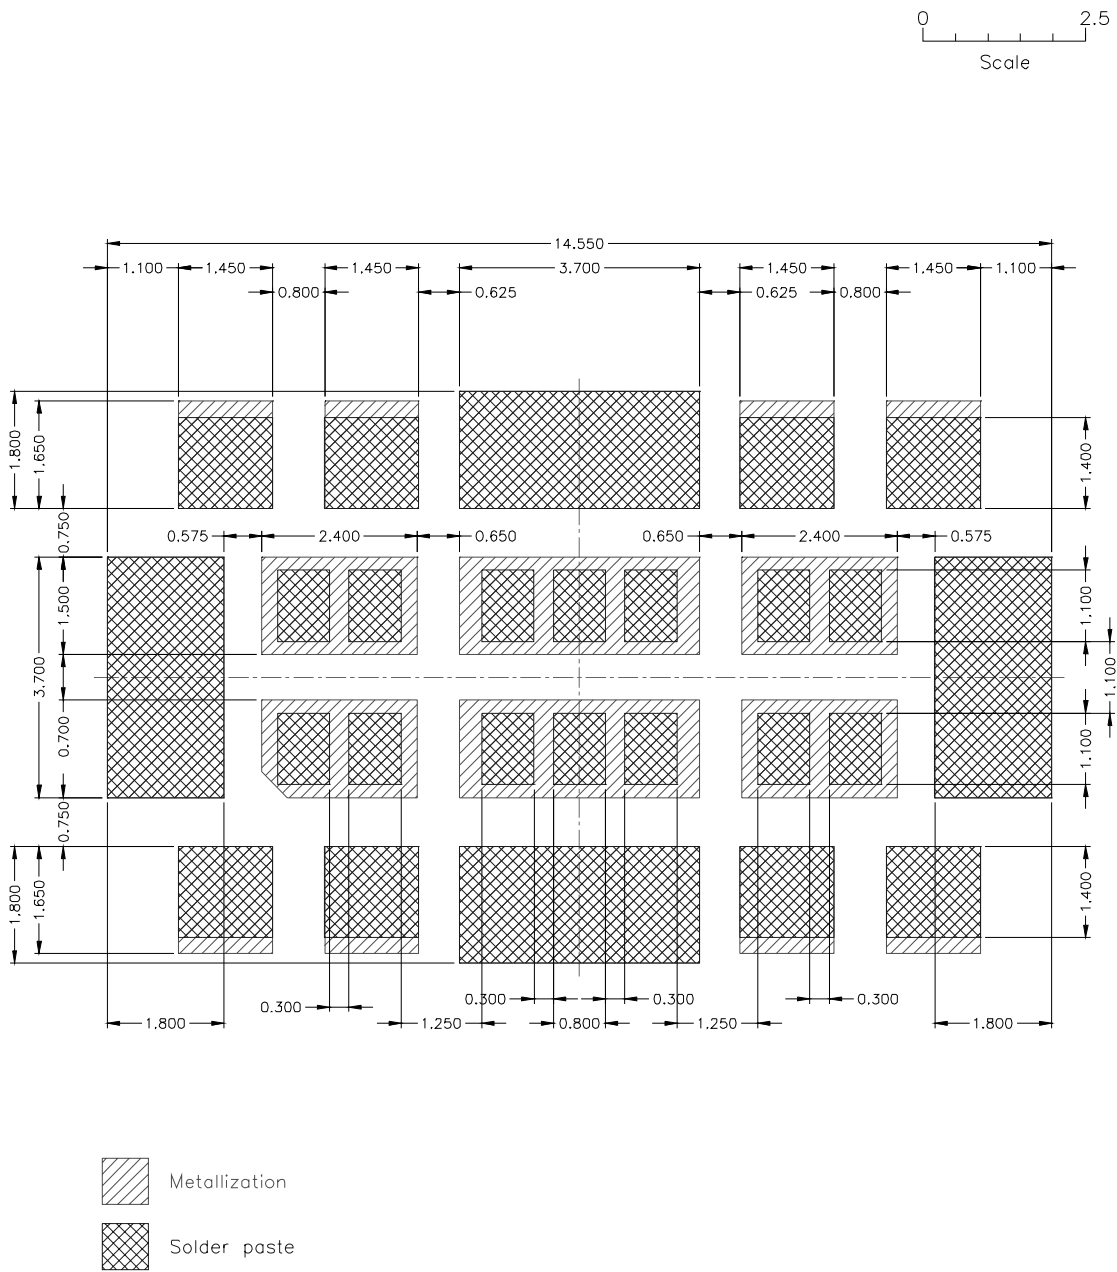 0 2.5
Scale
14.550
1.100 1.450 1.450 3.700 1.450 1.450 1.100
0.800 0.625 0.625 0.800
1.800 1.650 1.400
0.750
0.575 2.400 0.650 0.650 2.400 0.575
3.700 1.500 1.100
1.100
0.700 1.100
0.750
1.800 1.650 1.400
0.300 0.300 0.300 0.300
1.800 1.250 0.800 1.250 1.800
Metallization
Solder paste